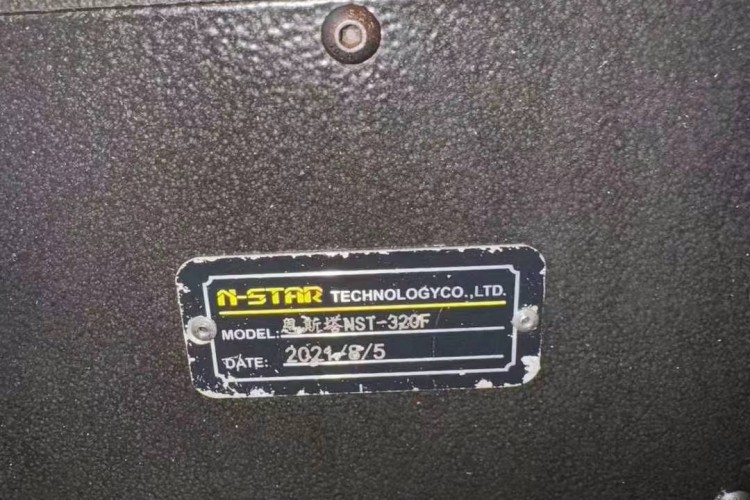 N-STAR TECHNOLOGYCO.,LTD.
MODEL: 恩斯塔NST-320F
DATE: 2021/8/5